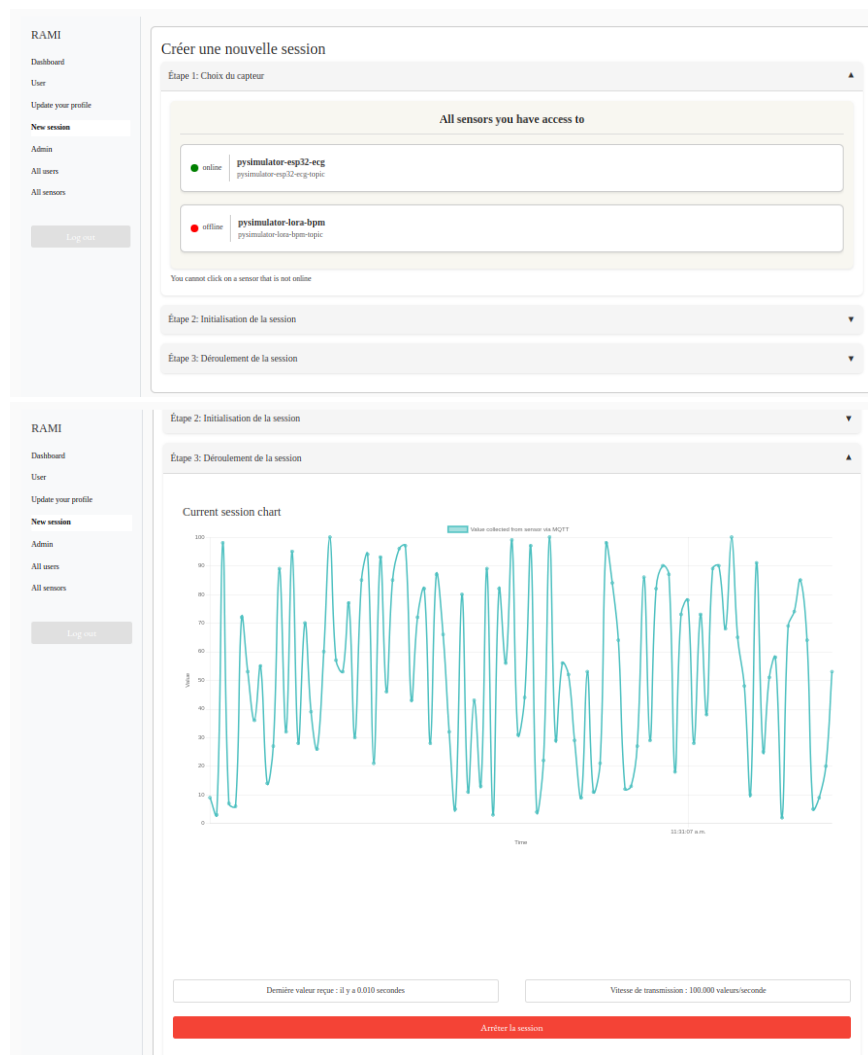 RAMI
Dashboard
User
Update your profile
New session
Admin
All users
All sensors
Log out
Créer une nouvelle session
Étape 1: Choix du capteur
▲
All sensors you have access to
online
pysimulator-esp32-ecg
pysimulator-esp32-ecg-topic
offline
pysimulator-lora-bpm
pysimulator-lora-bpm-topic
You cannot click on a sensor that is not online
Étape 2: Initialisation de la session
▼
Étape 3: Déroulement de la session
▼
RAMI
Dashboard
User
Update your profile
New session
Admin
All users
All sensors
Log out
Étape 2: Initialisation de la session
▼
Étape 3: Déroulement de la session
▲
Current session chart
Value collected from sensor via MQTT
100
90
80
70
60
50
40
30
20
10
0
Value
11:31:07 a.m.
Time
Dernière valeur reçue : il y a 0.010 secondes
Vitesse de transmission : 100.000 valeurs/seconde
Arrêter la session